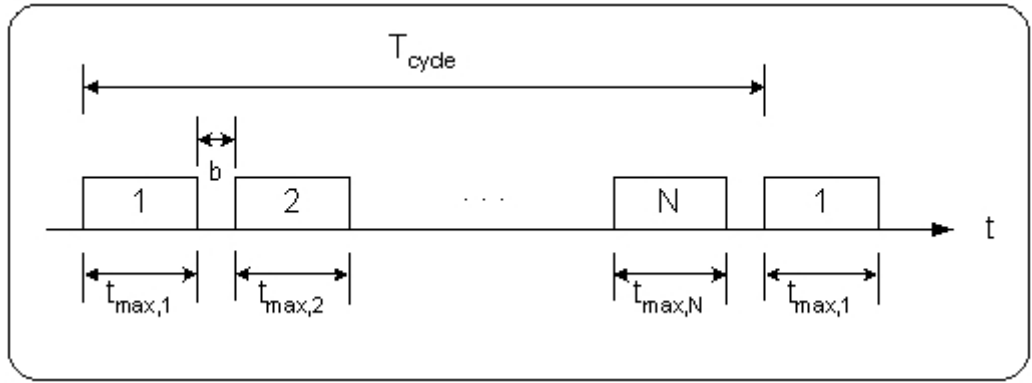 T_cycle
b
1 2 . . . N 1
t
t_max,1 t_max,2 t_max,N t_max,1